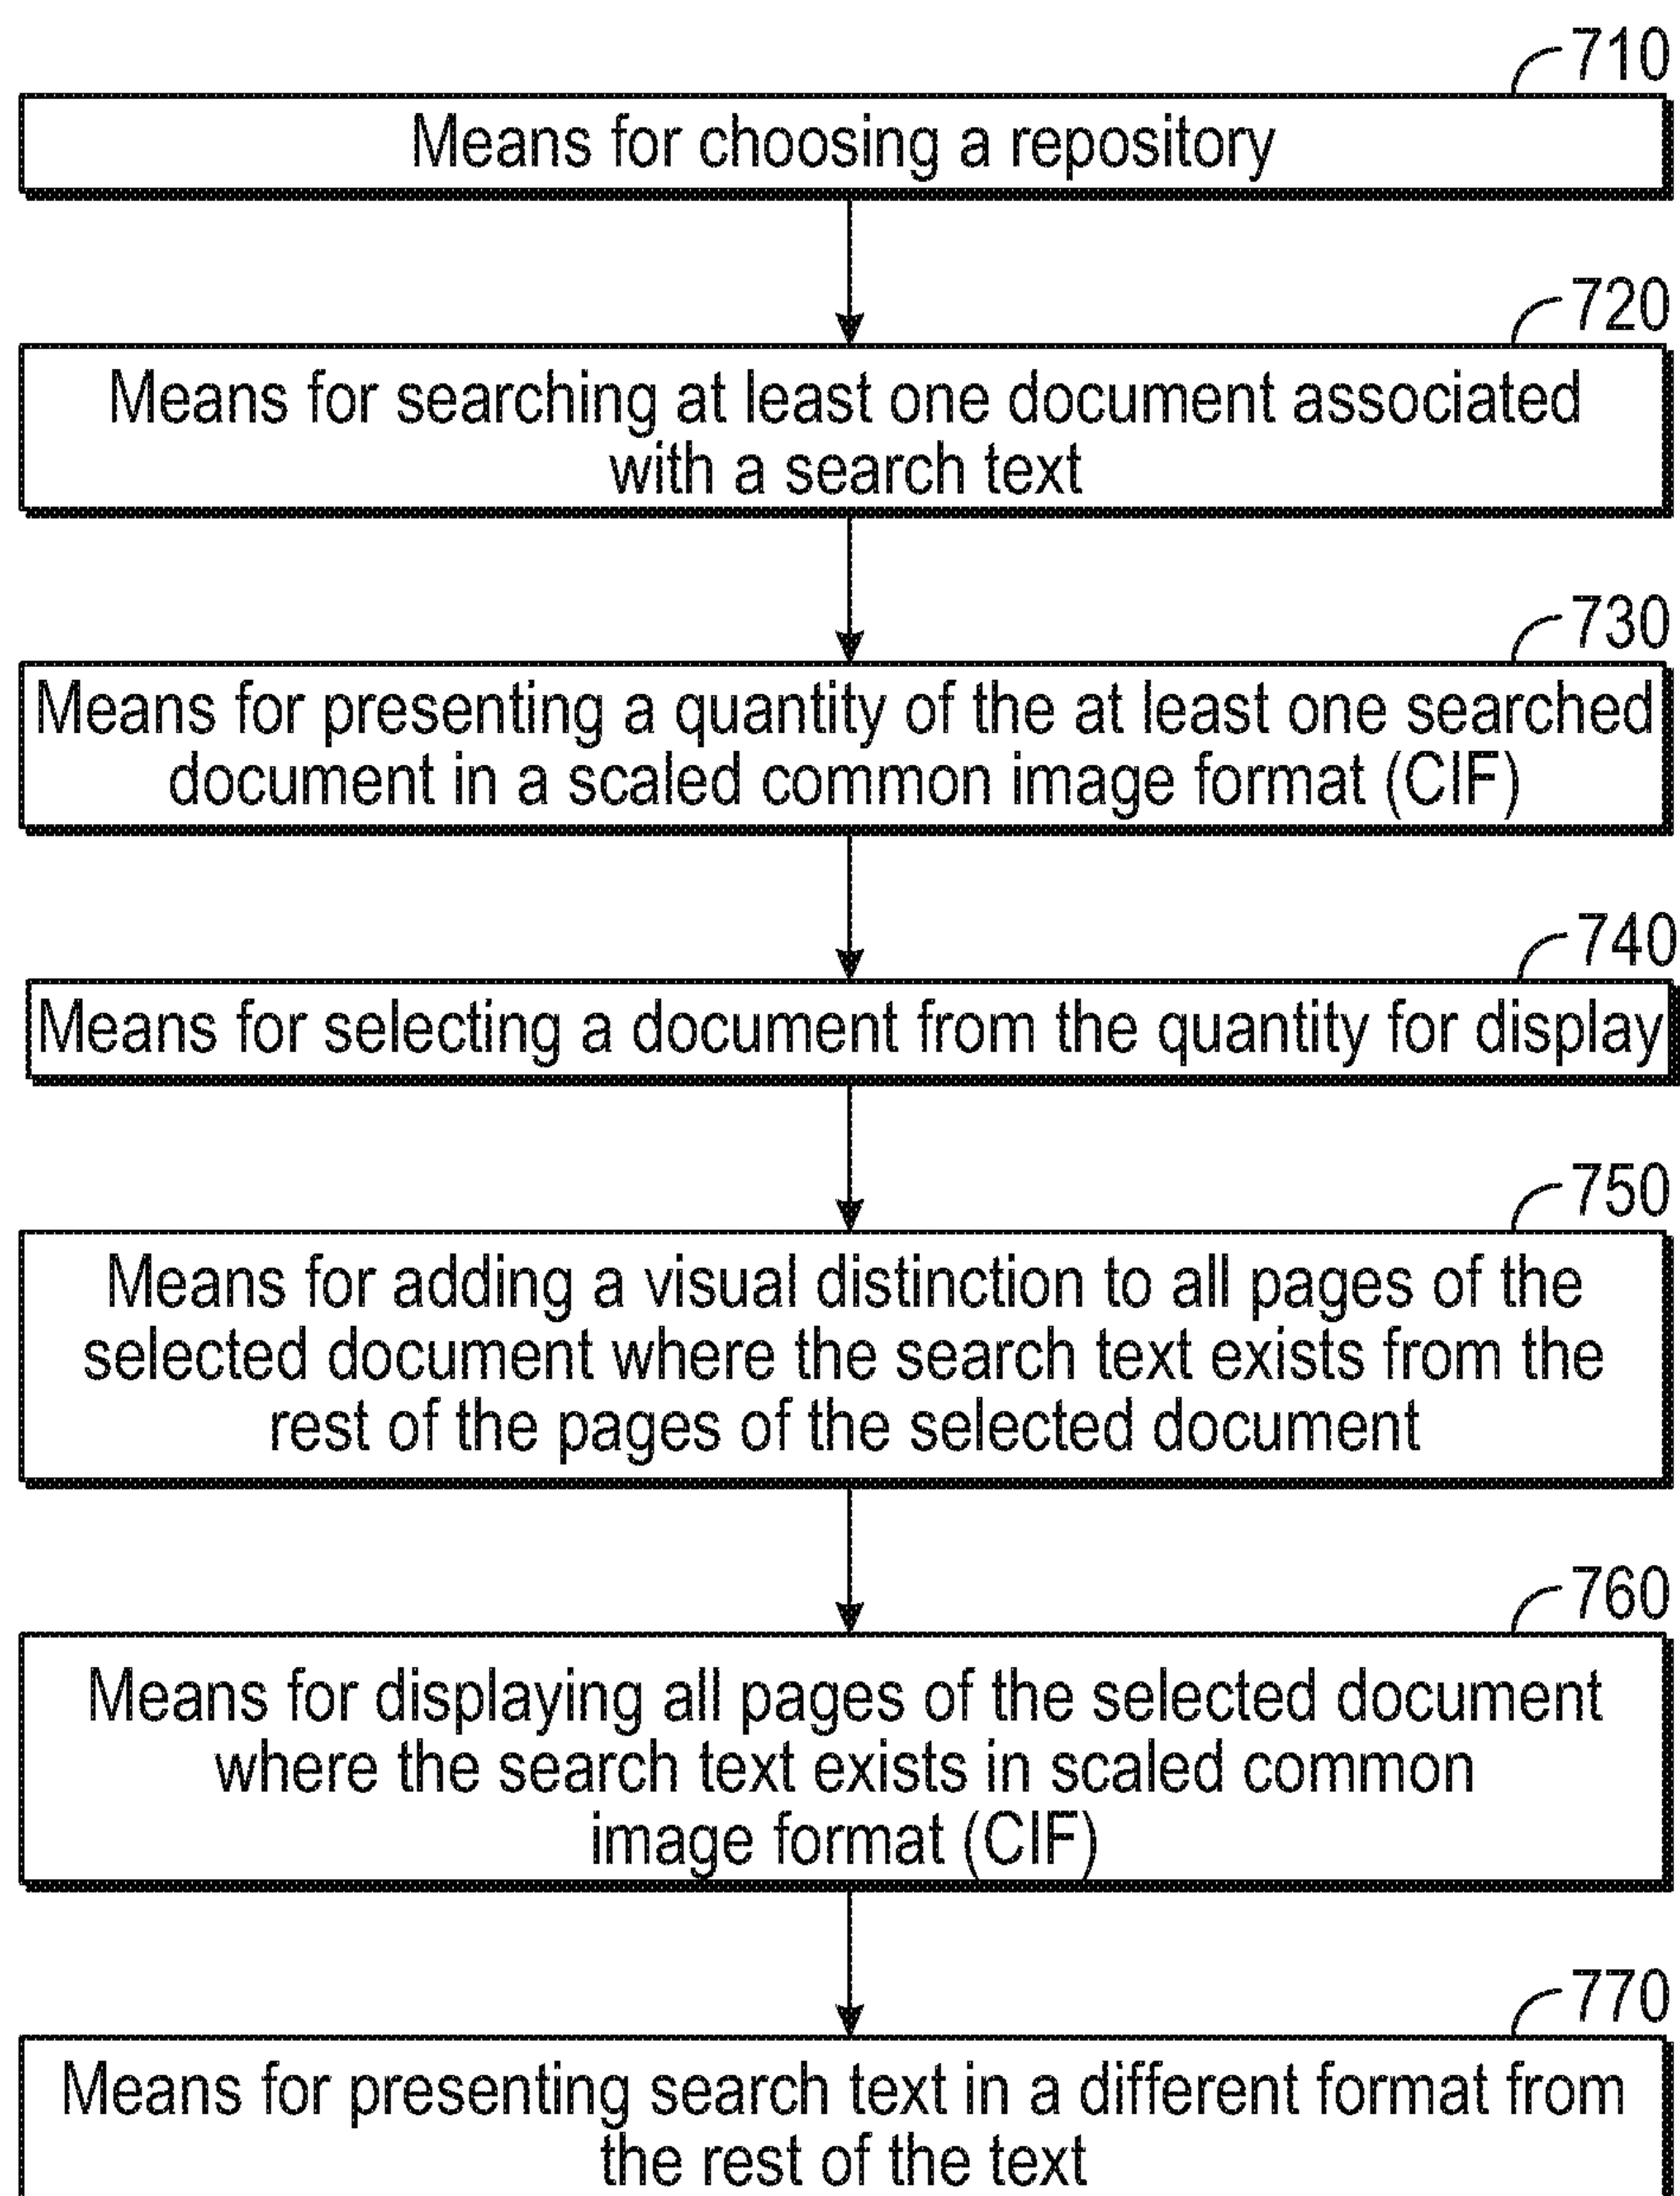 710
Means for choosing a repository
720
Means for searching at least one document associated
with a search text
730
Means for presenting a quantity of the at least one searched
document in a scaled common image format (CIF)
740
Means for selecting a document from the quantity for display
750
Means for adding a visual distinction to all pages of the
selected document where the search text exists from the
rest of the pages of the selected document
760
Means for displaying all pages of the selected document
where the search text exists in scaled common
image format (CIF)
770
Means for presenting search text in a different format from
the rest of the text